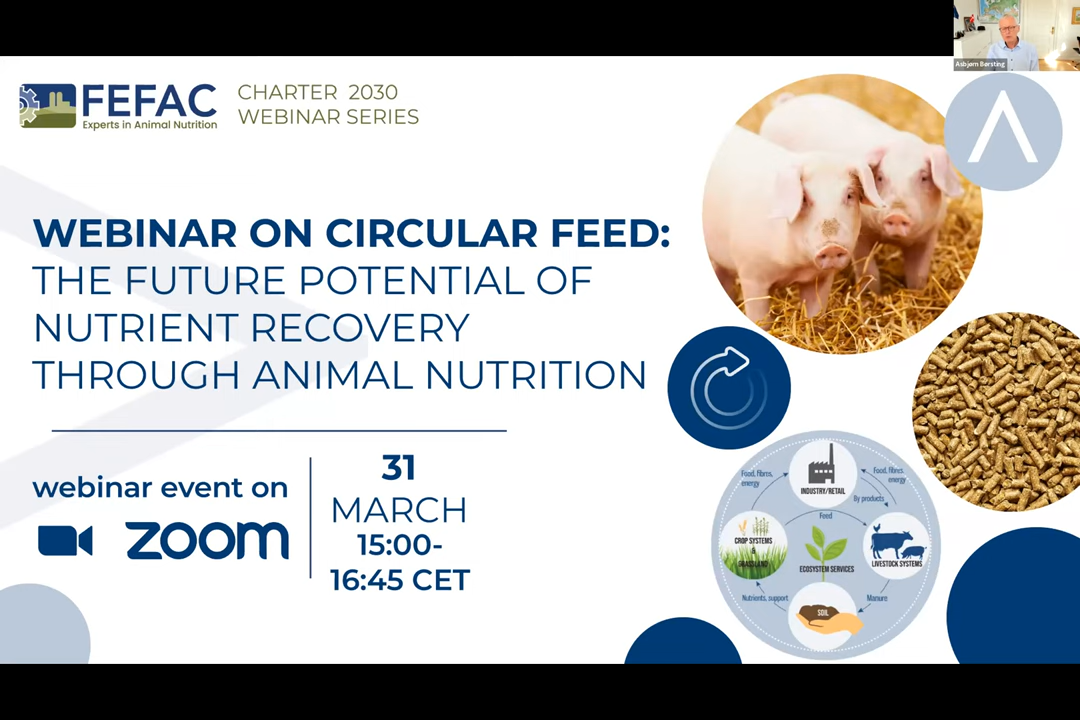 Asbjørn Børsting
FEFAC
Experts in Animal Nutrition
CHARTER 2030
WEBINAR SERIES
WEBINAR ON CIRCULAR FEED:
THE FUTURE POTENTIAL OF
NUTRIENT RECOVERY
THROUGH ANIMAL NUTRITION
webinar event on
zoom
31
MARCH
15:00-
16:45 CET
Food, fibres,
energy
INDUSTRY/RETAIL
Food, fibres
energy
By products
Feed
CROP SYSTEMS
&
GRASSLAND
ECOSYSTEM SERVICES
LIVESTOCK SYSTEMS
Nutrients, support
Manure
SOIL